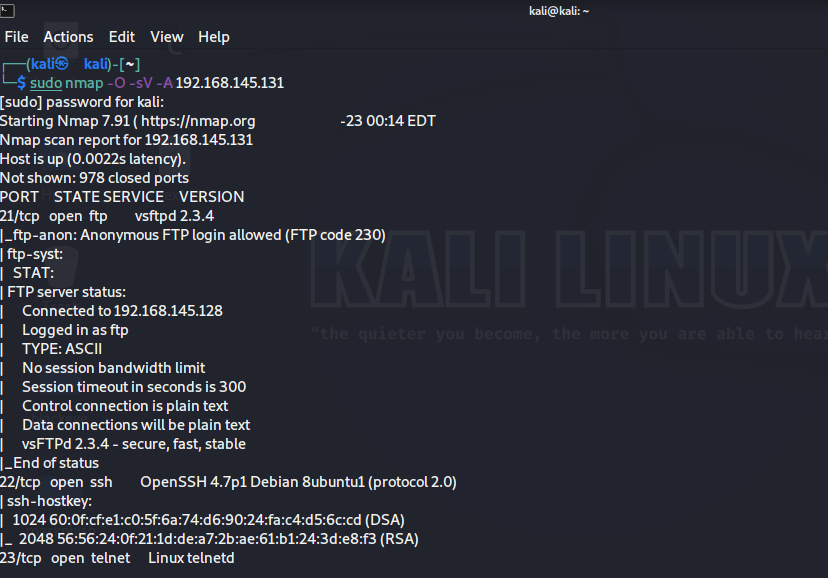 kali@kali: ~
File Actions Edit View Help
┌──(kali㉿kali)-[~]
└─$ sudo nmap -O -sV -A 192.168.145.131
[sudo] password for kali:
Starting Nmap 7.91 ( https://nmap.org -23 00:14 EDT
Nmap scan report for 192.168.145.131
Host is up (0.0022s latency).
Not shown: 978 closed ports
PORT STATE SERVICE VERSION
21/tcp open ftp vsftpd 2.3.4
|_ftp-anon: Anonymous FTP login allowed (FTP code 230)
| ftp-syst:
| STAT:
| FTP server status:
| Connected to 192.168.145.128
| Logged in as ftp
| TYPE: ASCII
| No session bandwidth limit
| Session timeout in seconds is 300
| Control connection is plain text
| Data connections will be plain text
| vsFTPd 2.3.4 - secure, fast, stable
|_End of status
22/tcp open ssh OpenSSH 4.7p1 Debian 8ubuntu1 (protocol 2.0)
| ssh-hostkey:
| 1024 60:0f:cf:e1:c0:5f:6a:74:d6:90:24:fa:c4:d5:6c:cd (DSA)
|_ 2048 56:56:24:0f:21:1d:de:a7:2b:ae:61:b1:24:3d:e8:f3 (RSA)
23/tcp open telnet Linux telnetd
KALI LINUX
"the quieter you become, the more you are able to hear